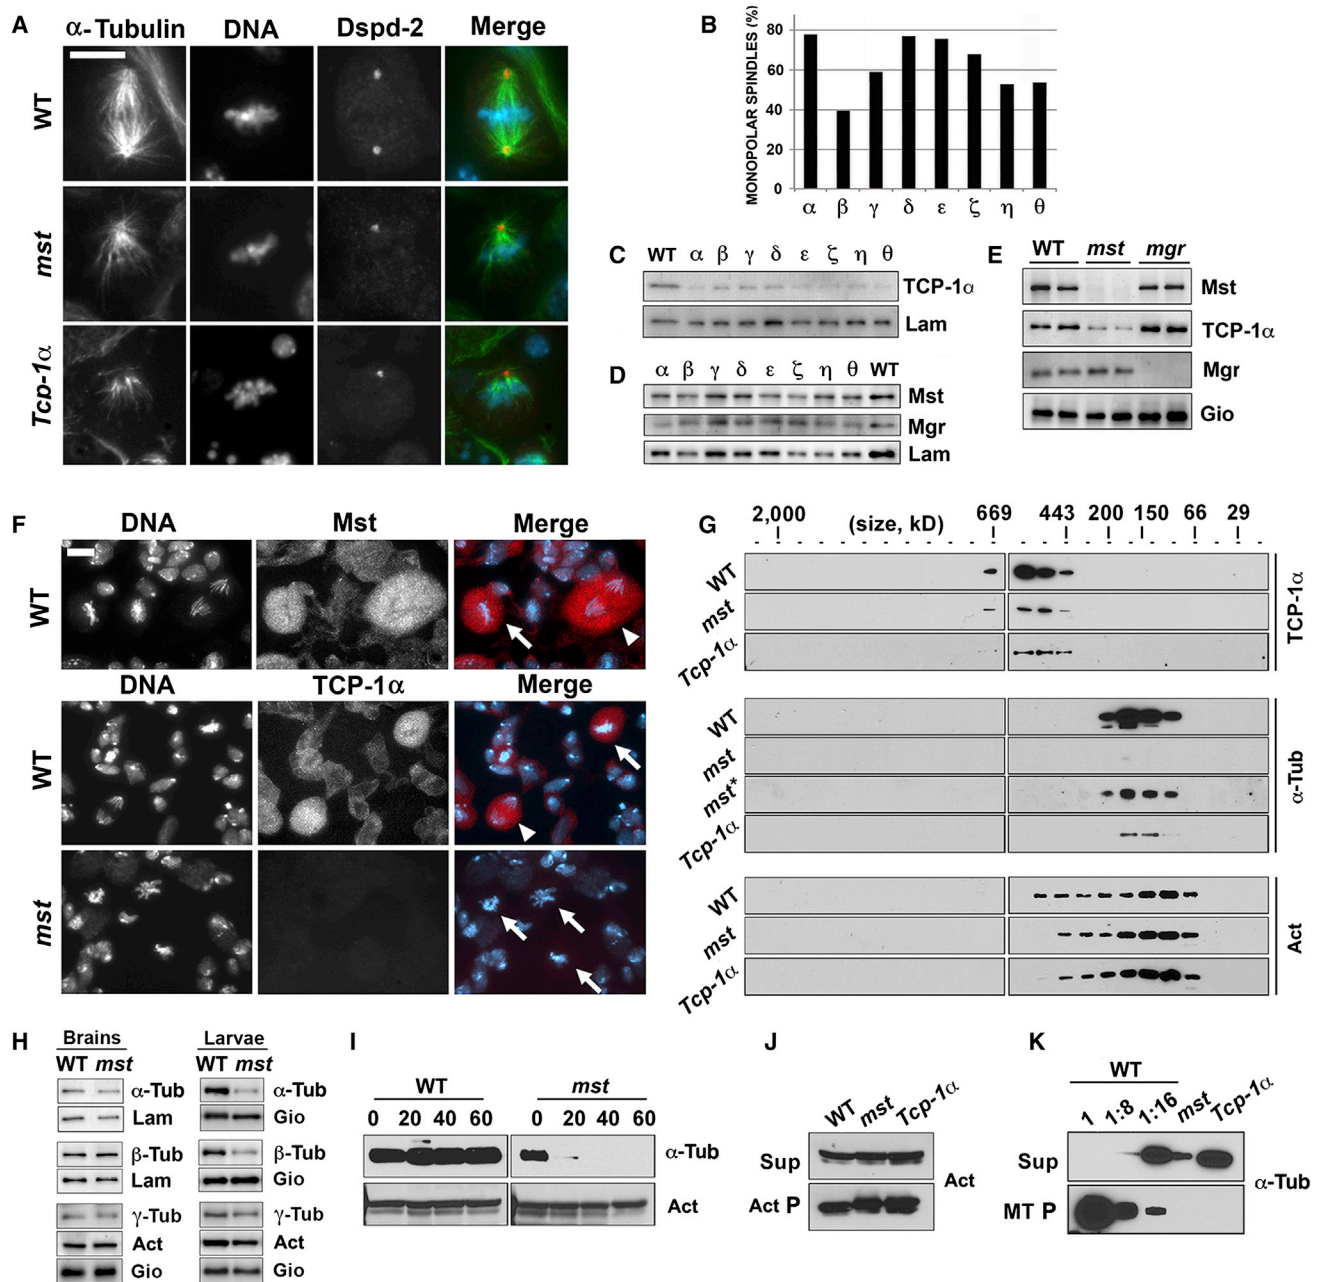 A
α-Tubulin DNA Dspd-2 Merge
WT
mst
Tcp-1α
B
MONOPOLAR SPINDLES (%)
80
60
40
20
0
α β γ δ ε ζ η θ
C
WT α β γ δ ε ζ η θ
TCP-1α
Lam
D
α β γ δ ε ζ η θ WT
Mst
Mgr
Lam
E
WT mst mgr
Mst
TCP-1α
Mgr
Gio
F
DNA Mst Merge
WT
DNA TCP-1α Merge
WT
mst
G
2,000 (size, kD) 669 443 200 150 66 29
WT
mst
Tcp-1α
TCP-1α
WT
mst
mst*
Tcp-1α
α-Tub
WT
mst
Tcp-1α
Act
H
Brains Larvae
WT mst WT mst
α-Tub α-Tub
Lam Gio
β-Tub β-Tub
Lam Gio
γ-Tub γ-Tub
Act Act
Gio Gio
I
WT mst
0 20 40 60 0 20 40 60
α-Tub
Act
J
WT mst Tcp-1α
Sup
Act P
Act
K
WT
1 1:8 1:16 mst Tcp-1α
Sup
MT P
α-Tub